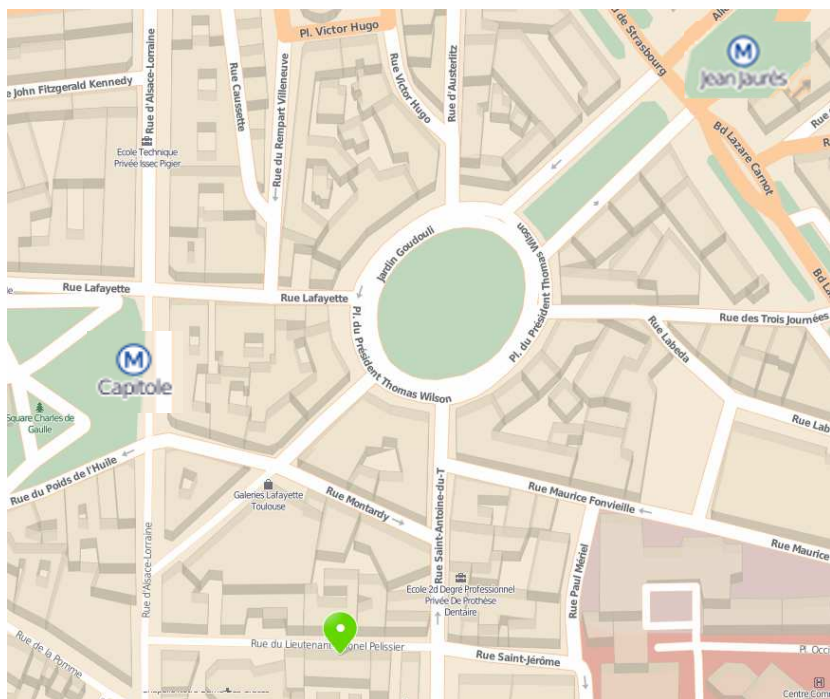 Pl. Victor Hugo
Rue d'Alsace-Lorraine
Rue Caussette
Rue du Rempart Villeneuve
Rue Victor Hugo
Rue d'Austerlitz
de Strasbourg
M
Jean Jaurès
John Fitzgerald Kennedy
Bd Lazare Carnot
Ecole Technique
Privée Issec Pigier
Jardin Goudouli
Pl. du Président Thomas Wilson
Bd La
Rue Lafayette
Rue Lafayette
Pl. du Président Thomas Wilson
Pl. du Président Thomas Wilson
Rue des Trois Journées
Rue Labeda
M
Capitole
Square Charles de
Gaulle
Rue Lab
Rue du Poids de l'Huile
Galeries Lafayette
Toulouse
Rue Montardy
Rue Saint-Antoine-du-T
Rue Maurice Fonvieille
Rue Maurice
Rue d'Alsace-Lorraine
Rue Paul Mériel
Ecole 2d Degré Professionnel
Privée De Prothèse
Dentaire
Rue de la Pomme
Rue du Lieutenan
onel Pelissier
Rue Saint-Jérôme
Pl. Occi
Centre Com